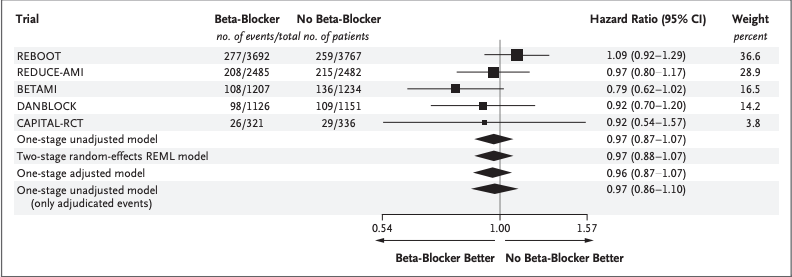 Trial Beta-Blocker No Beta-Blocker Hazard Ratio (95% CI) Weight
no. of events/total no. of patients percent
REBOOT 277/3692 259/3767 1.09 (0.92–1.29) 36.6
REDUCE-AMI 208/2485 215/2482 0.97 (0.80–1.17) 28.9
BETAMI 108/1207 136/1234 0.79 (0.62–1.02) 16.5
DANBLOCK 98/1126 109/1151 0.92 (0.70–1.20) 14.2
CAPITAL-RCT 26/321 29/336 0.92 (0.54–1.57) 3.8
One-stage unadjusted model 0.97 (0.87–1.07)
Two-stage random-effects REML model 0.97 (0.88–1.07)
One-stage adjusted model 0.96 (0.87–1.07)
One-stage unadjusted model 0.97 (0.86–1.10)
(only adjudicated events)
0.54 1.00 1.57
Beta-Blocker Better No Beta-Blocker Better